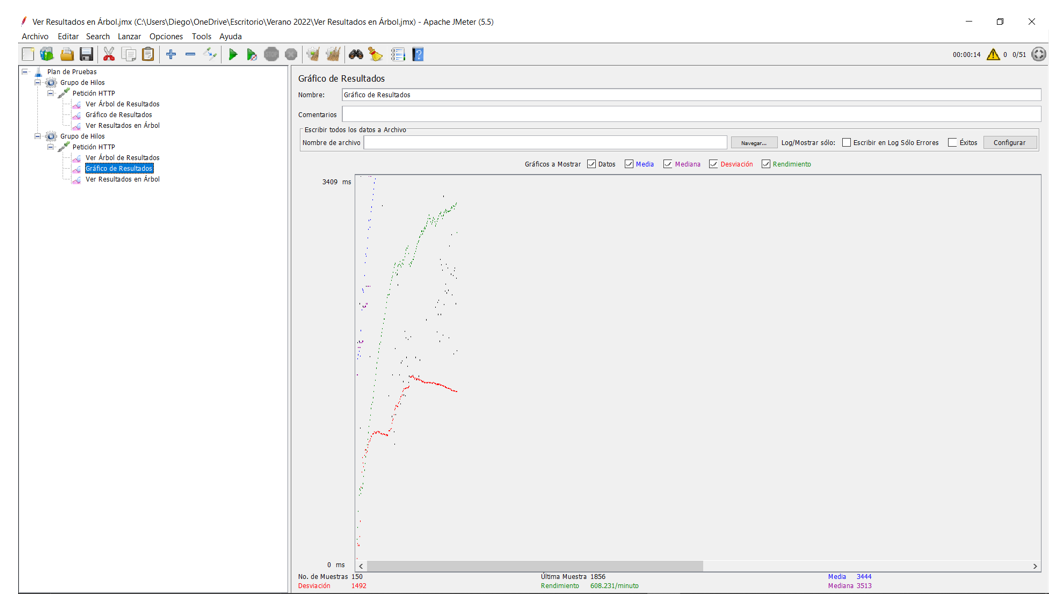 Ver Resultados en Árbol.jmx (C:\Users\Diego\OneDrive\Escritorio\Verano 2022\Ver Resultados en Árbol.jmx) - Apache JMeter (5.5)
Archivo Editar Search Lanzar Opciones Tools Ayuda
00:00:14 0 0/51
Plan de Pruebas
Grupo de Hilos
Petición HTTP
Ver Árbol de Resultados
Gráfico de Resultados
Ver Resultados en Árbol
Grupo de Hilos
Petición HTTP
Ver Árbol de Resultados
Gráfico de Resultados
Ver Resultados en Árbol
Gráfico de Resultados
Nombre: Gráfico de Resultados
Comentarios
Escribir todos los datos a Archivo
Nombre de archivo Navegar... Log/Mostrar sólo: Escribir en Log Sólo Errores Éxitos Configurar
Gráficos a Mostrar Datos Media Mediana Desviación Rendimiento
3409 ms
0 ms
No. de Muestras 150 Última Muestra 1856 Media 3444
Desviación 1492 Rendimiento 608.231/minuto Mediana 3513